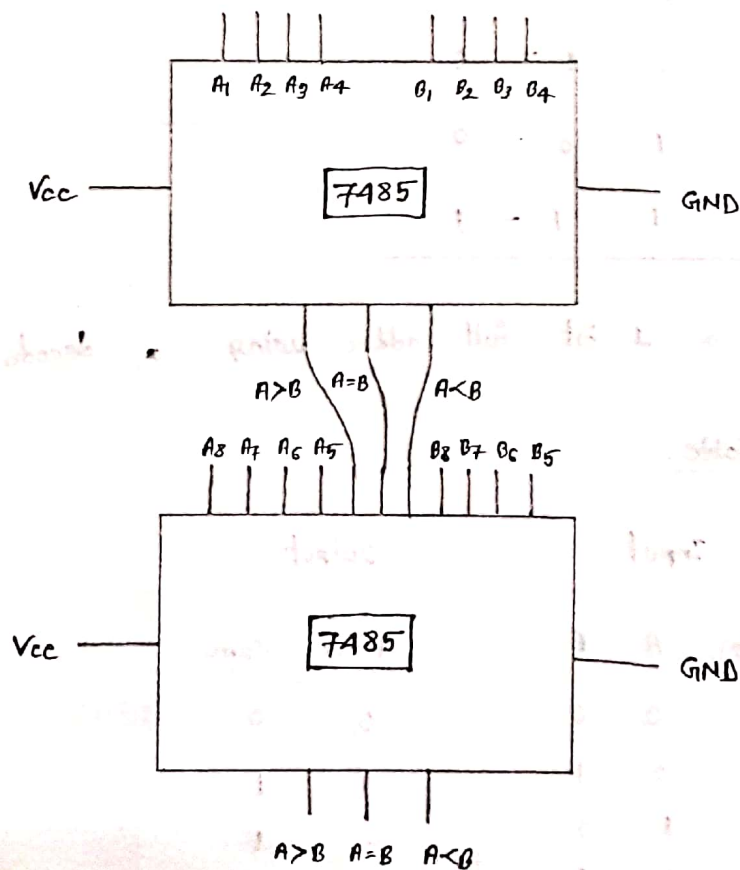 A1 A2 A3 A4 B1 B2 B3 B4
Vcc 7485 GND
A>B A=B A<B
A8 A7 A6 A5 B8 B7 B6 B5
Vcc 7485 GND
A>B A=B A<B